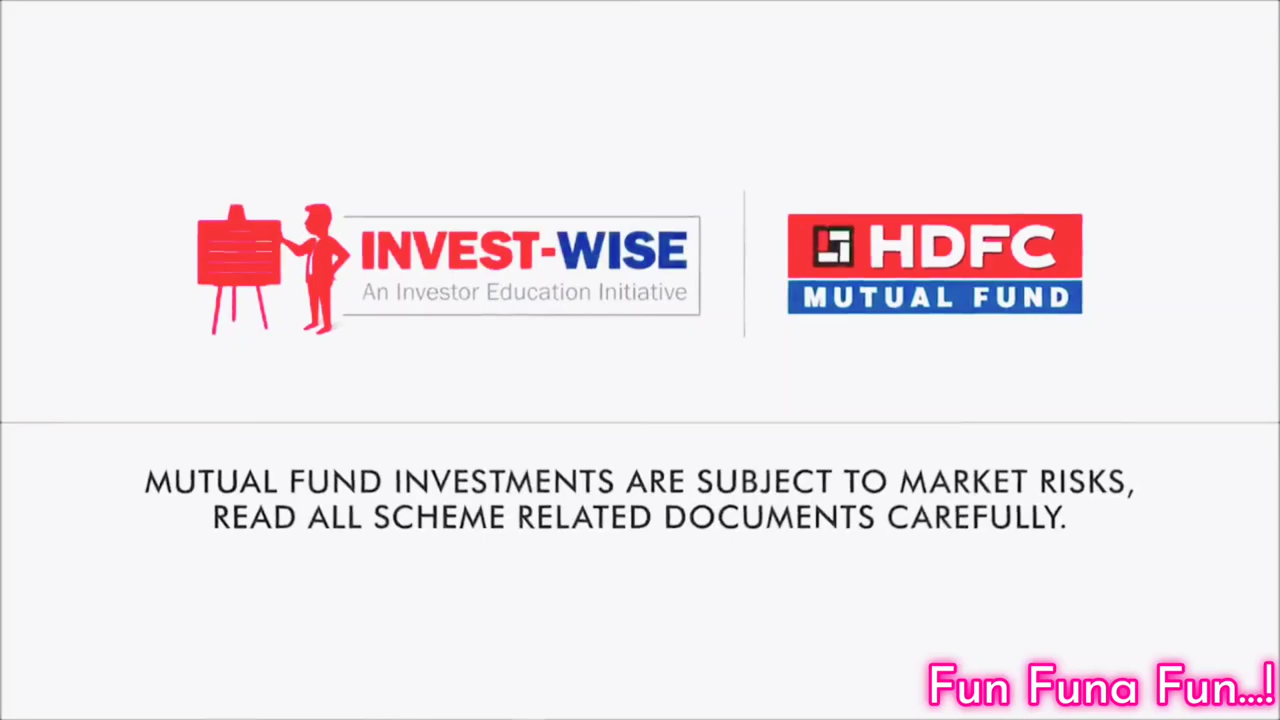 INVEST-WISE
An Investor Education Initiative
HDFC
MUTUAL FUND
MUTUAL FUND INVESTMENTS ARE SUBJECT TO MARKET RISKS,
READ ALL SCHEME RELATED DOCUMENTS CAREFULLY.
Fun Funa Fun...!